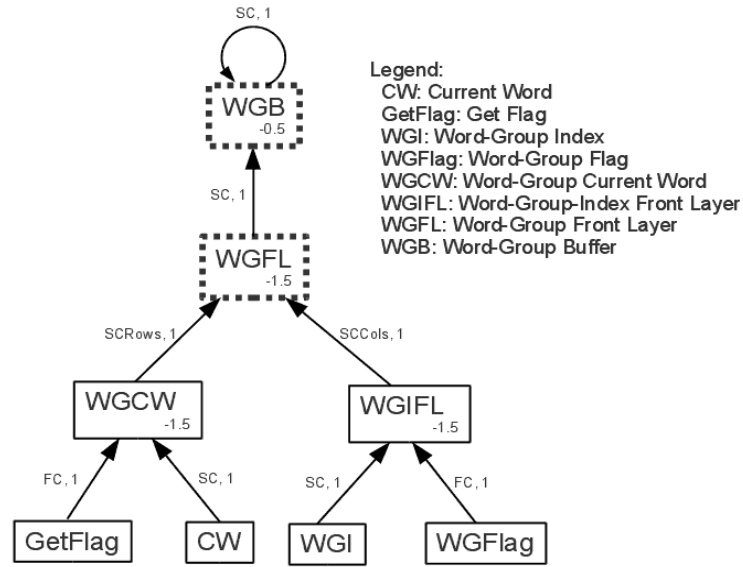 SC, 1
WGB
-0.5
SC, 1
WGFL
-1.5
SCRows, 1
SCCols, 1
WGCW
-1.5
WGIFL
-1.5
FC, 1
SC, 1
SC, 1
FC, 1
GetFlag
CW
WGI
WGFlag
Legend:
CW: Current Word
GetFlag: Get Flag
WGI: Word-Group Index
WGFlag: Word-Group Flag
WGCW: Word-Group Current Word
WGIFL: Word-Group-Index Front Layer
WGFL: Word-Group Front Layer
WGB: Word-Group Buffer